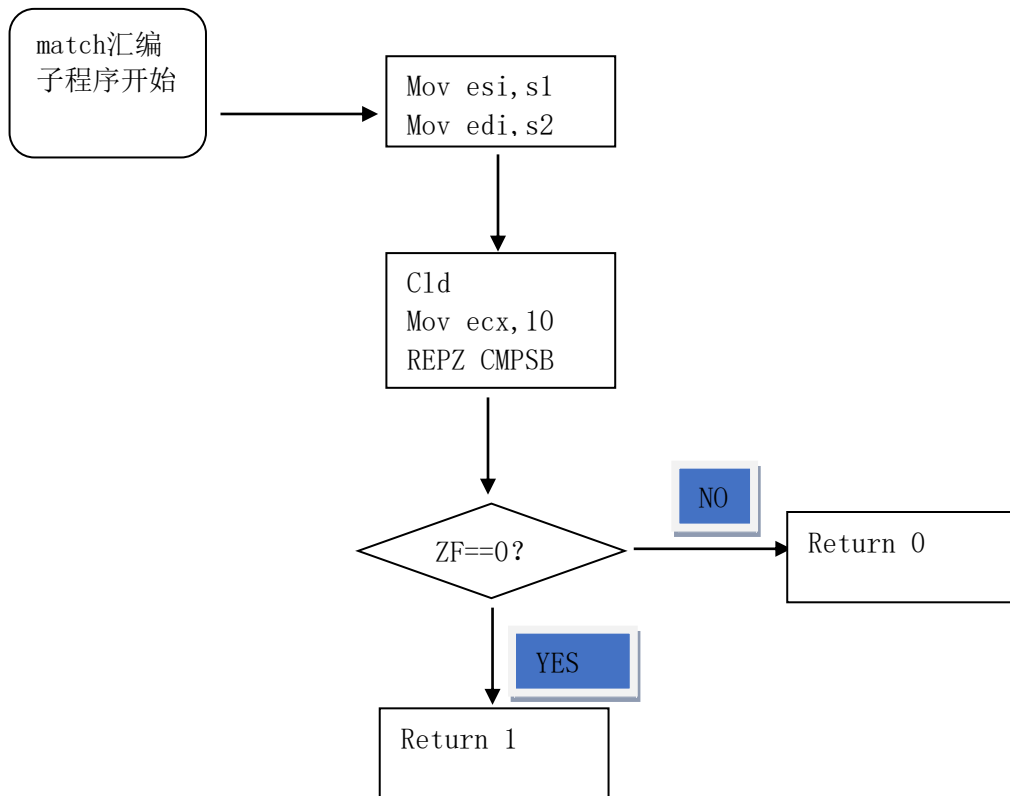 match汇编
子程序开始
Mov esi,s1
Mov edi,s2
Cld
Mov ecx,10
REPZ CMPSB
ZF==0?
NO
Return 0
YES
Return 1